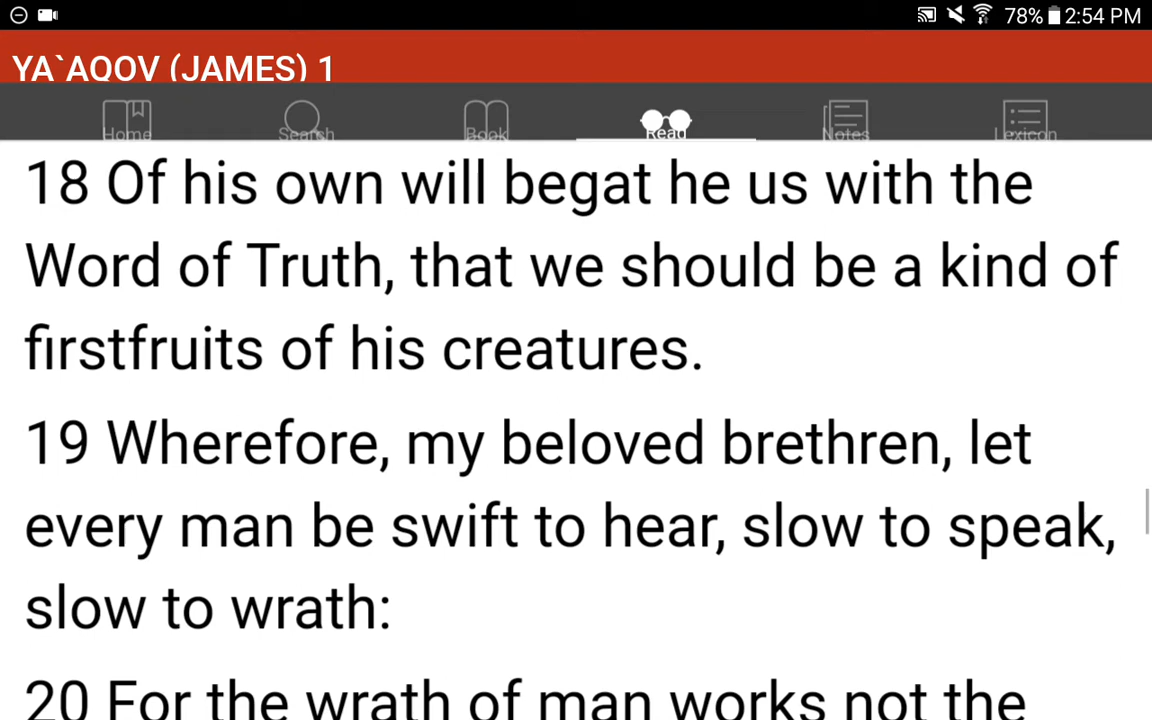 78% 2:54 PM
YA`AQOV (JAMES) 1
Home Search Book Read Notes Lexicon
18 Of his own will begat he us with the
Word of Truth, that we should be a kind of
firstfruits of his creatures.
19 Wherefore, my beloved brethren, let
every man be swift to hear, slow to speak,
slow to wrath:
20 For the wrath of man works not the